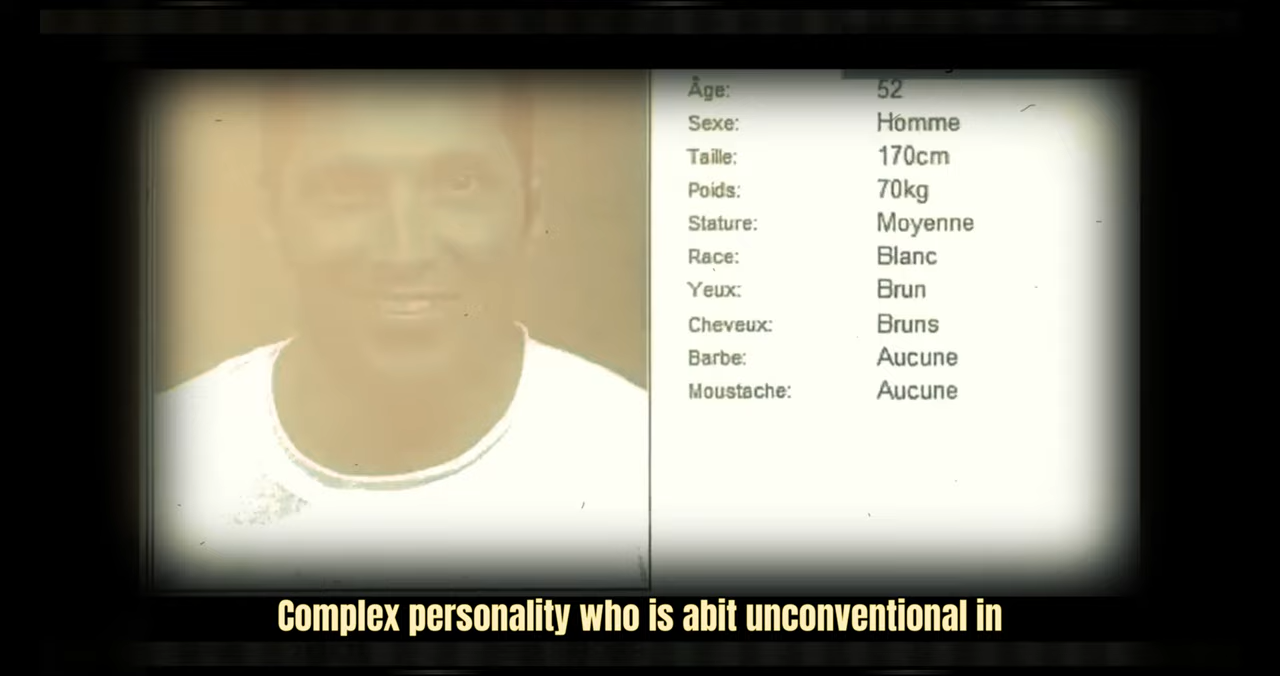 Âge: 52
Sexe: Homme
Taille: 170cm
Poids: 70kg
Stature: Moyenne
Race: Blanc
Yeux: Brun
Cheveux: Bruns
Barbe: Aucune
Moustache: Aucune
Complex personality who is abit unconventional in